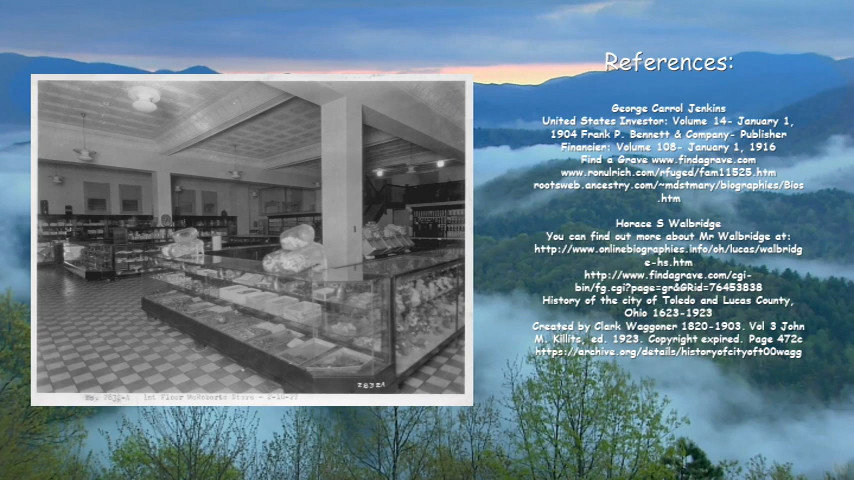 References:
George Carrol Jenkins
United States Investor: Volume 14- January 1,
1904 Frank P. Bennett & Company- Publisher
Financier: Volume 108- January 1, 1916
Find a Grave www.findagrave.com
www.ronulrich.com/rfuged/fam11525.htm
rootsweb.ancestry.com/~mdstmary/biographies/Bios
.htm
Horace S Walbridge
You can find out more about Mr Walbridge at:
http://www.onlinebiographies.info/oh/lucas/walbridg
e-hs.htm
http://www.findagrave.com/cgi-
bin/fg.cgi?page=gr&GRid=76453838
History of the city of Toledo and Lucas County,
Ohio 1623-1923
Created by Clark Waggoner 1820-1903. Vol 3 John
M. Killits, ed. 1923. Copyright expired. Page 472c
https://archive.org/details/historyofcityoft00wagg
2832A
1st Floor McRoberts Store -